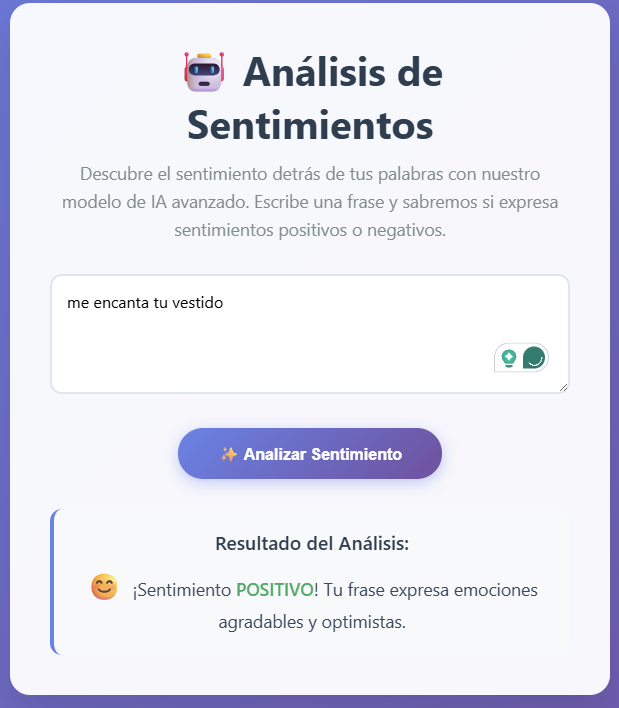 🤖 Análisis de
Sentimientos
Descubre el sentimiento detrás de tus palabras con nuestro
modelo de IA avanzado. Escribe una frase y sabremos si expresa
sentimientos positivos o negativos.
me encanta tu vestido
✨ Analizar Sentimiento
Resultado del Análisis:
😊 ¡Sentimiento POSITIVO! Tu frase expresa emociones
agradables y optimistas.